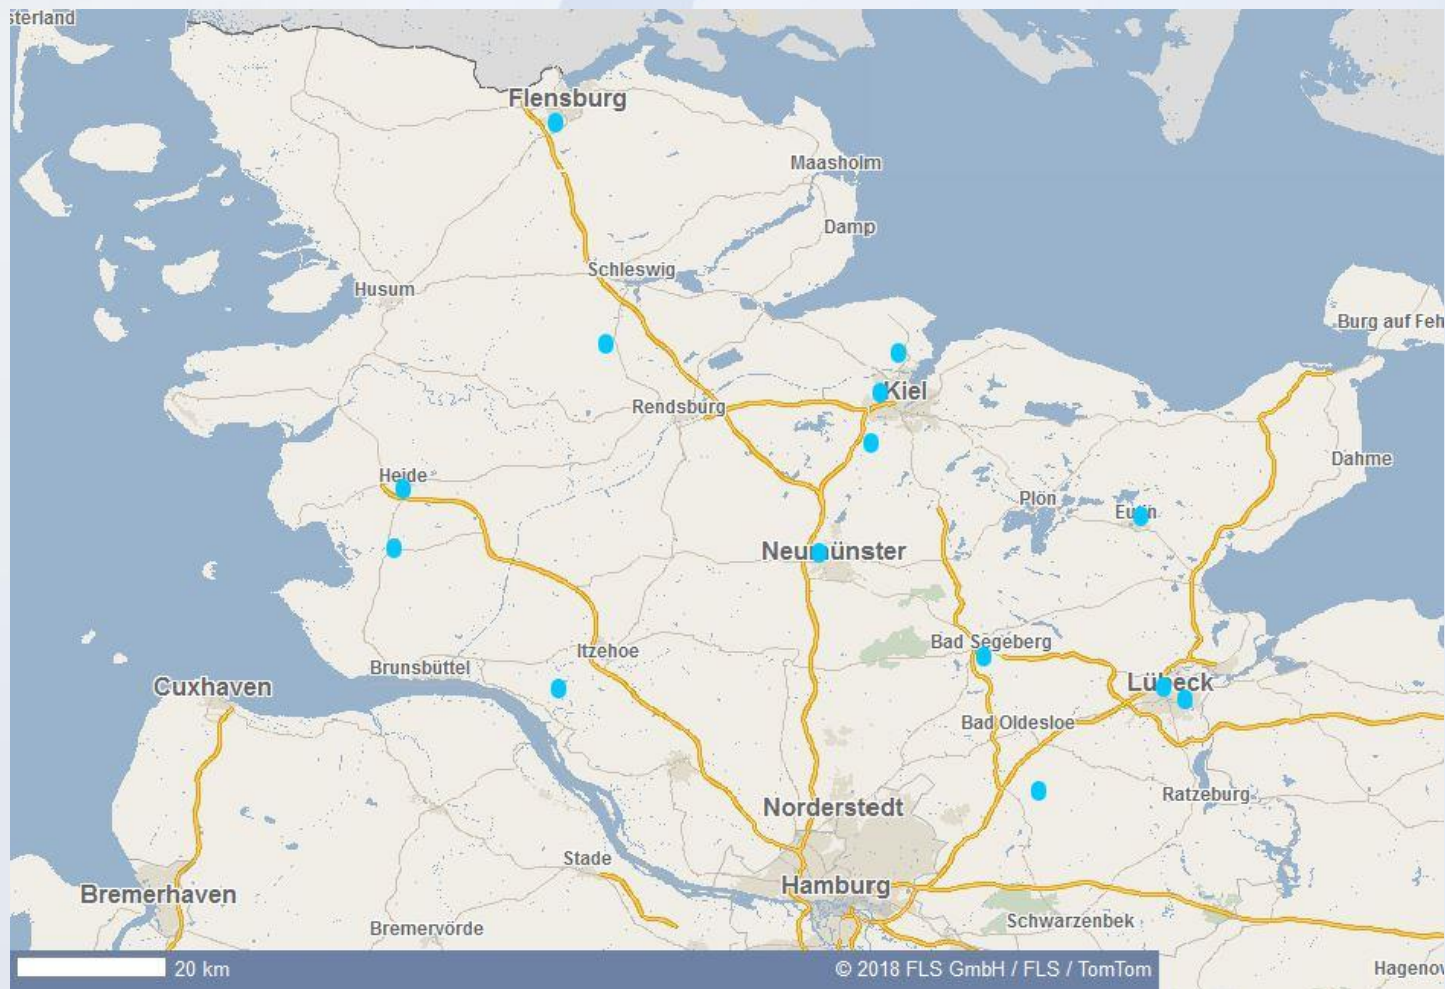 sterland
Flensburg
Maasholm
Damp
Schleswig
Husum
Burg auf Feh
Kiel
Rendsburg
Dahme
Heide
Plön
Eutin
Neumünster
Bad Segeberg
Itzehoe
Brunsbüttel
Cuxhaven
Lübeck
Bad Oldesloe
Ratzeburg
Norderstedt
Stade
Hamburg
Bremerhaven
Schwarzenbek
Bremervörde
20 km
© 2018 FLS GmbH / FLS / TomTom
Hageno